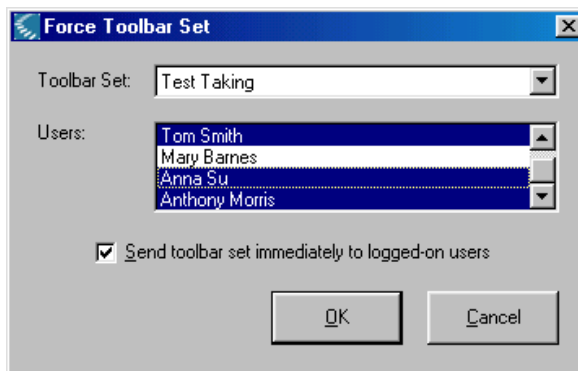 Force Toolbar Set
Toolbar Set: Test Taking
Users: Tom Smith
Mary Barnes
Anna Su
Anthony Morris
Send toolbar set immediately to logged-on users
OK Cancel